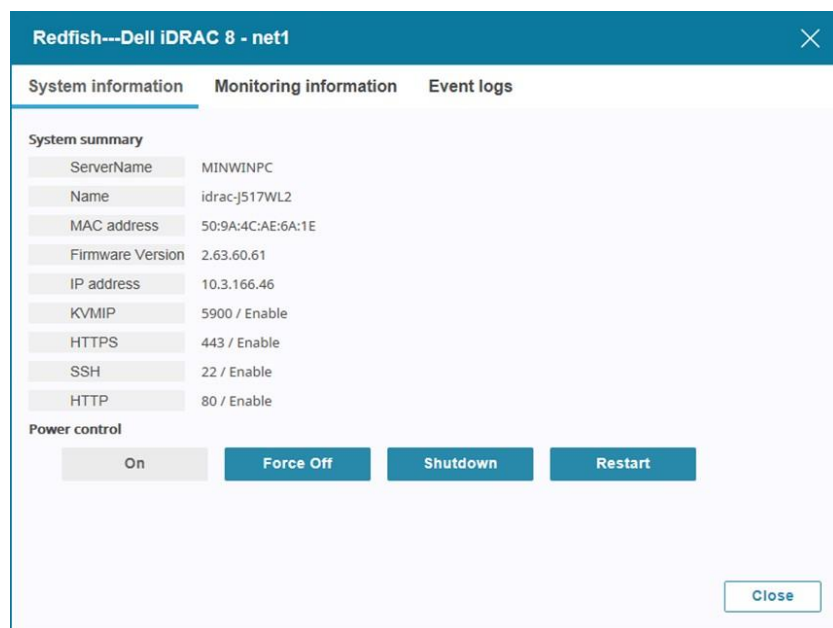 Redfish---Dell iDRAC 8 - net1
System information Monitoring information Event logs
System summary
ServerName MINWINPC
Name idrac-J517WL2
MAC address 50:9A:4C:AE:6A:1E
Firmware Version 2.63.60.61
IP address 10.3.166.46
KVMIP 5900 / Enable
HTTPS 443 / Enable
SSH 22 / Enable
HTTP 80 / Enable
Power control
On Force Off Shutdown Restart
Close